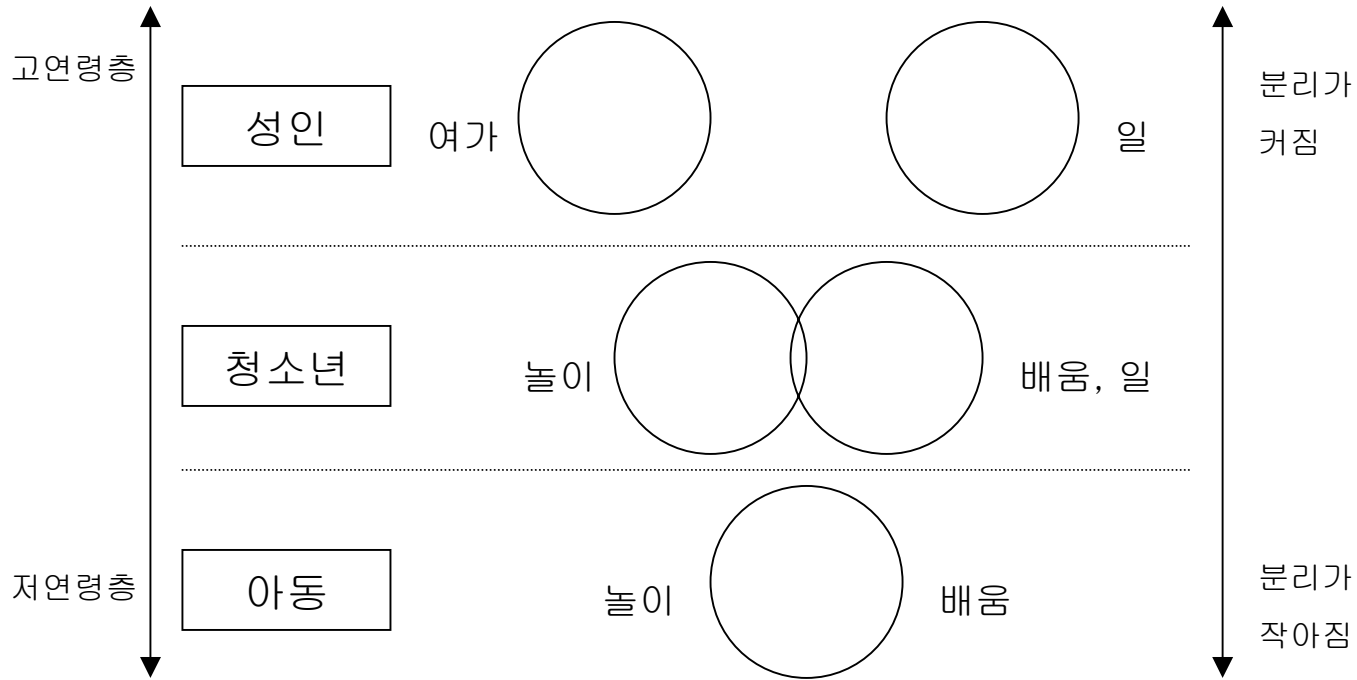 고연령층
성인
여가
일
분리가
커짐
청소년
놀이
배움, 일
저연령층
아동
놀이
배움
분리가
작아짐